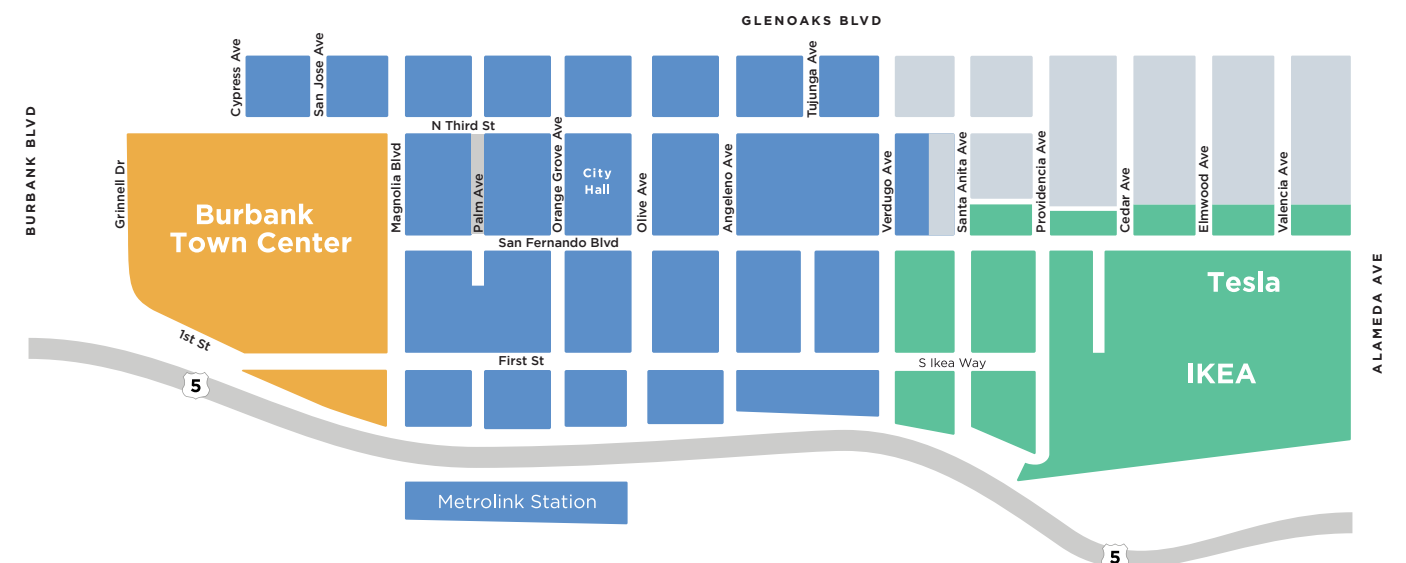 GLENOAKS BLVD
Cypress Ave
San Jose Ave
Tujunga Ave
BURBANK BLVD
N Third St
Grinnell Dr
Burbank
Town Center
Magnolia Blvd
Palm Ave
Orange Grove Ave
City
Hall
Olive Ave
Angeleno Ave
Verdugo Ave
Santa Anita Ave
Providencia Ave
Cedar Ave
Elmwood Ave
Valencia Ave
San Fernando Blvd
Tesla
ALAMEDA AVE
1st St
First St
S Ikea Way
IKEA
5
Metrolink Station
5